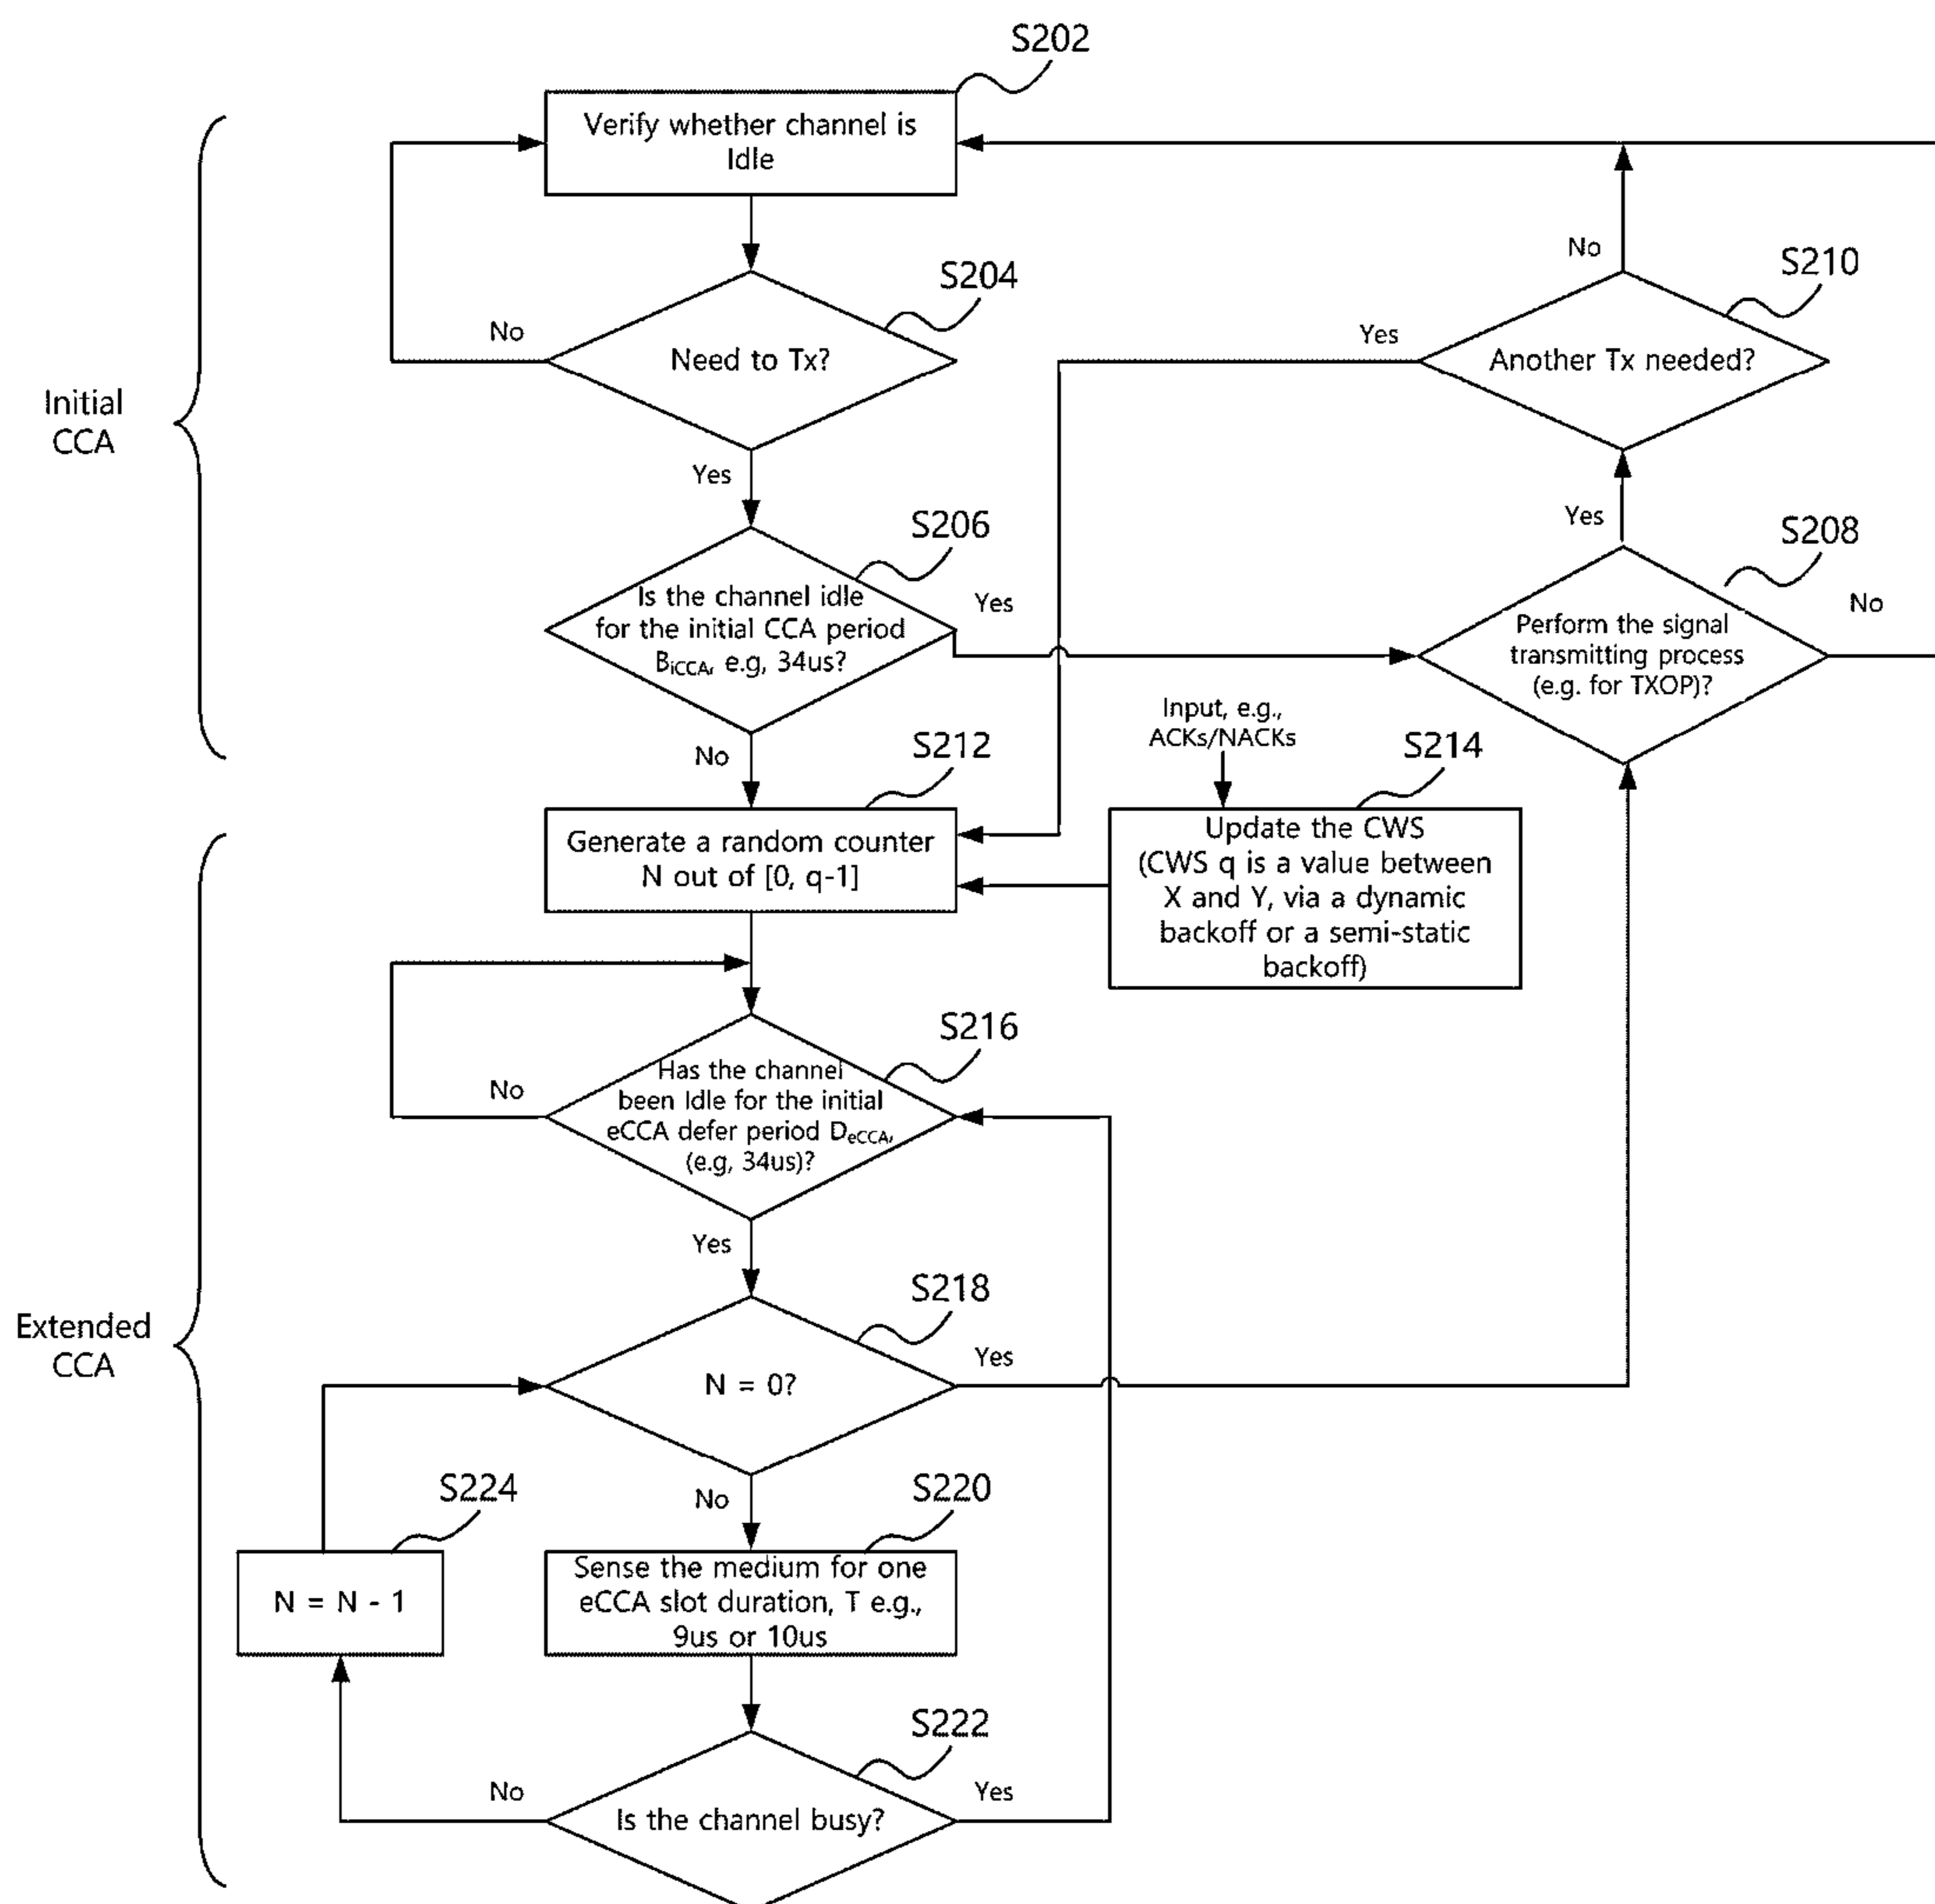 S202
Verify whether channel is
Idle
S204
No
Need to Tx?
Yes
No
S210
Yes
Another Tx needed?
Initial
CCA
S206
Is the channel idle
for the initial CCA period
BiCCA, e.g, 34us?
Yes
No
Yes
S208
No
Perform the signal
transmitting process
(e.g. for TXOP)?
Input, e.g.,
ACKs/NACKs
S212
Generate a random counter
N out of [0, q-1]
S214
Update the CWS
(CWS q is a value between
X and Y, via a dynamic
backoff or a semi-static
backoff)
S216
No
Has the channel
been Idle for the initial
eCCA defer period DeCCA,
(e.g, 34us)?
Yes
Extended
CCA
S218
N = 0?
Yes
No
S224
N = N - 1
S220
Sense the medium for one
eCCA slot duration, T e.g.,
9us or 10us
S222
No
Is the channel busy?
Yes